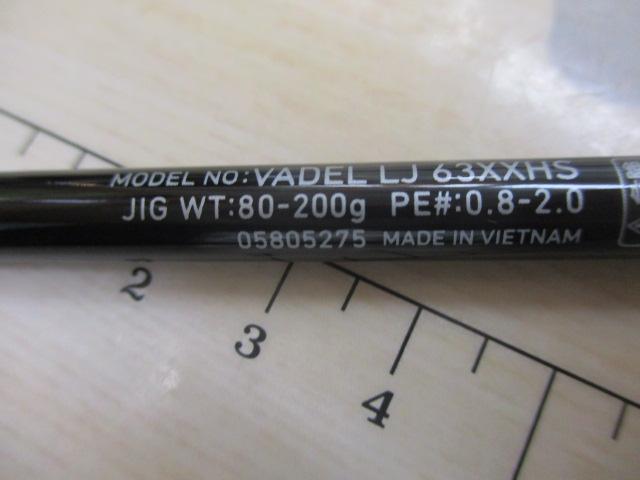 MODEL NO:VADEL LJ 63XXHS
JIG WT:80-200g PE#:0.8-2.0
05805275 MADE IN VIETNAM
2
3
4